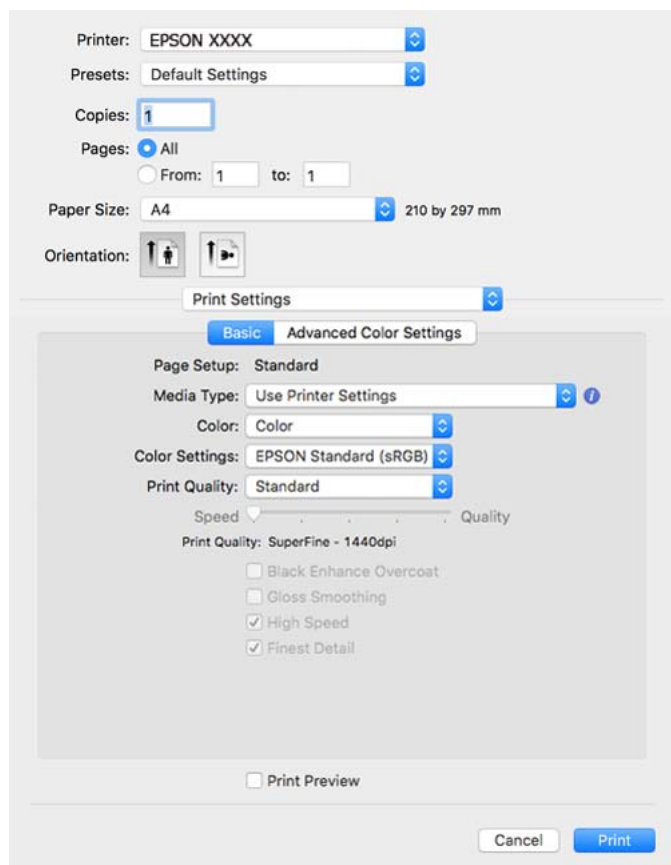 Printer: EPSON XXXX
Presets: Default Settings
Copies: 1
Pages: All
From: 1 to: 1
Paper Size: A4 210 by 297 mm
Orientation:
Print Settings
Basic Advanced Color Settings
Page Setup: Standard
Media Type: Use Printer Settings
Color: Color
Color Settings: EPSON Standard (sRGB)
Print Quality: Standard
Speed Quality
Print Quality: SuperFine - 1440dpi
Black Enhance Overcoat
Gloss Smoothing
High Speed
Finest Detail
Print Preview
Cancel Print